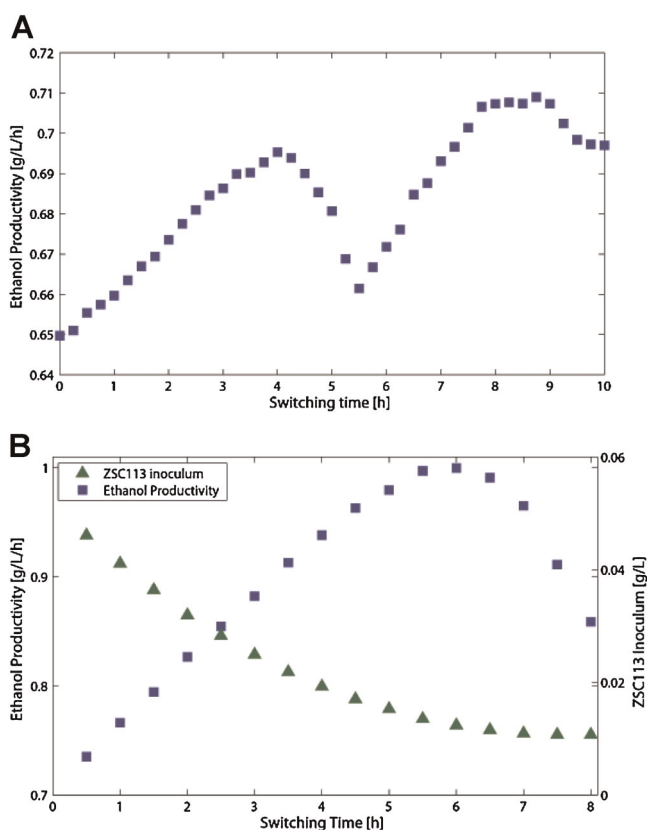 A
0.72
0.71
0.7
0.69
0.68
0.67
0.66
0.65
0.64
Ethanol Productivity [g/L/h]
0 1 2 3 4 5 6 7 8 9 10
Switching time [h]
B
ZSC113 inoculum
Ethanol Productivity
1
0.9
0.8
0.7
Ethanol Productivity [g/L/h]
0.06
0.04
0.02
0
ZSC113 Inoculum [g/L]
0 1 2 3 4 5 6 7 8
Switching Time [h]